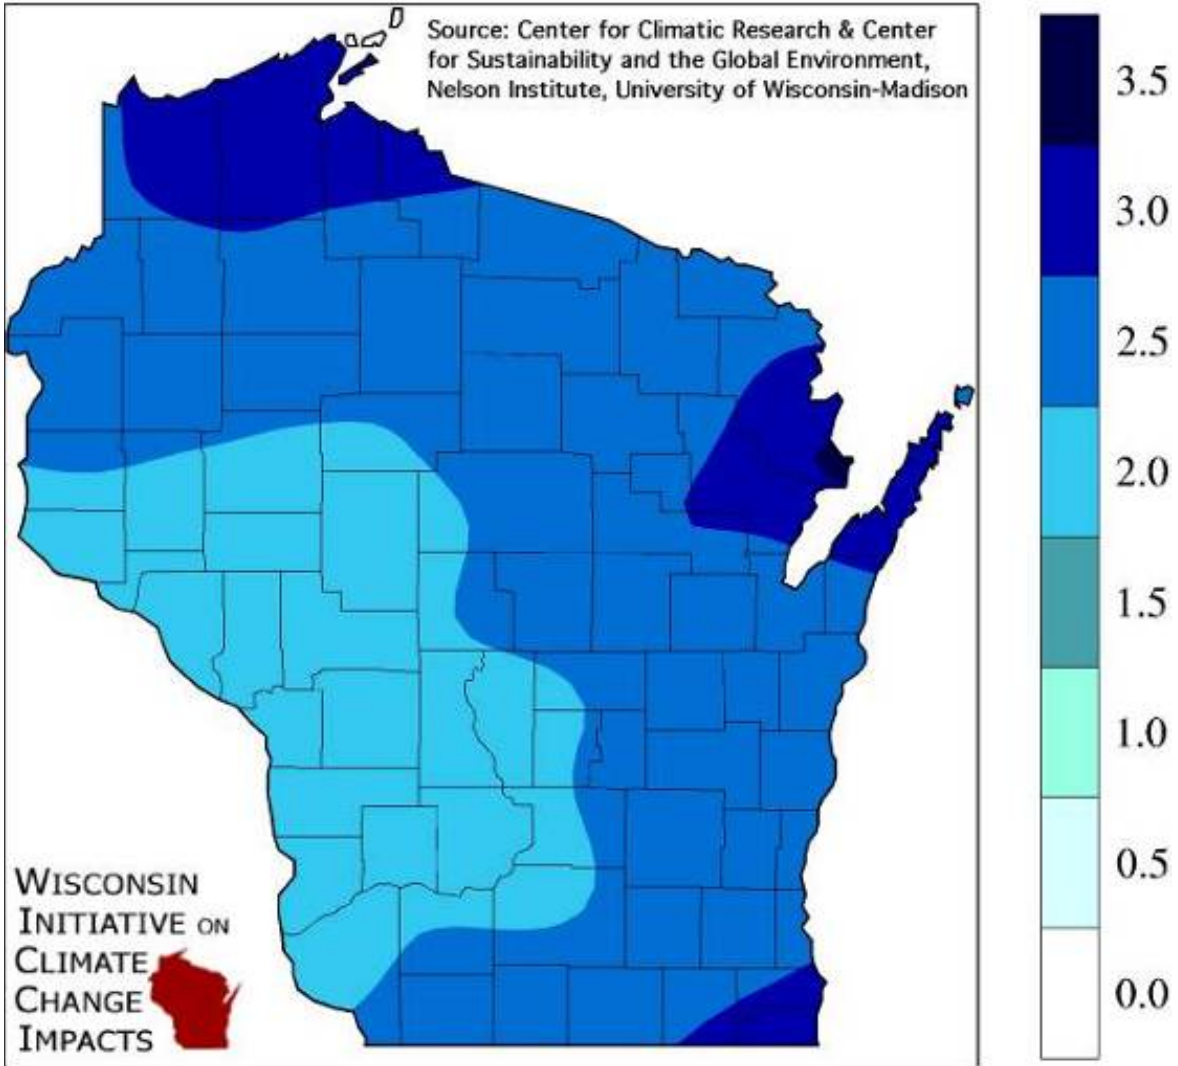 Source: Center for Climatic Research & Center
for Sustainability and the Global Environment,
Nelson Institute, University of Wisconsin-Madison
3.5
3.0
2.5
2.0
1.5
1.0
0.5
0.0
WISCONSIN
INITIATIVE ON
CLIMATE
CHANGE
IMPACTS